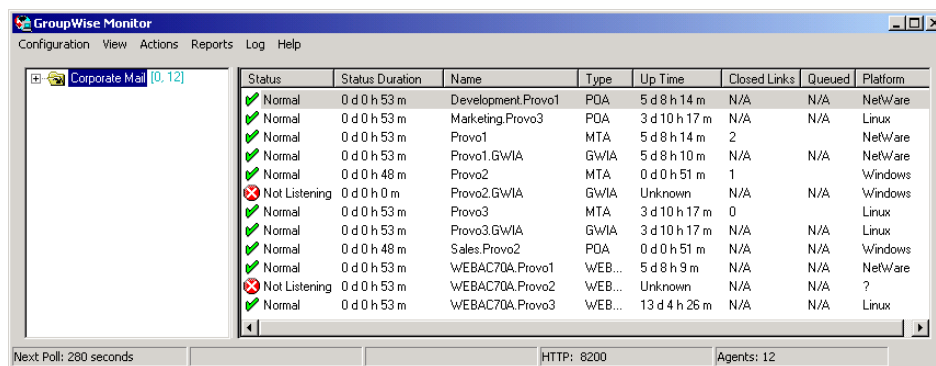 GroupWise Monitor
Configuration View Actions Reports Log Help
Corporate Mail [0, 12]
Status Status Duration Name Type Up Time Closed Links Queued Platform
Normal 0 d 0 h 53 m Development.Provo1 POA 5 d 8 h 14 m N/A N/A NetWare
Normal 0 d 0 h 53 m Marketing.Provo3 POA 3 d 10 h 17 m N/A N/A Linux
Normal 0 d 0 h 53 m Provo1 MTA 5 d 8 h 14 m 2 NetWare
Normal 0 d 0 h 53 m Provo1.GWIA GWIA 5 d 8 h 10 m N/A N/A NetWare
Normal 0 d 0 h 48 m Provo2 MTA 0 d 0 h 51 m 1 Windows
Not Listening 0 d 0 h 0 m Provo2.GWIA GWIA Unknown N/A N/A Windows
Normal 0 d 0 h 53 m Provo3 MTA 3 d 10 h 17 m 0 Linux
Normal 0 d 0 h 53 m Provo3.GWIA GWIA 3 d 10 h 17 m N/A N/A Linux
Normal 0 d 0 h 48 m Sales.Provo2 POA 0 d 0 h 51 m N/A N/A Windows
Normal 0 d 0 h 53 m WEBAC70A.Provo1 WEB... 5 d 8 h 9 m N/A N/A NetWare
Not Listening 0 d 0 h 53 m WEBAC70A.Provo2 WEB... Unknown N/A N/A ?
Normal 0 d 0 h 53 m WEBAC70A.Provo3 WEB... 13 d 4 h 26 m N/A N/A Linux
Next Poll: 280 seconds HTTP: 8200 Agents: 12